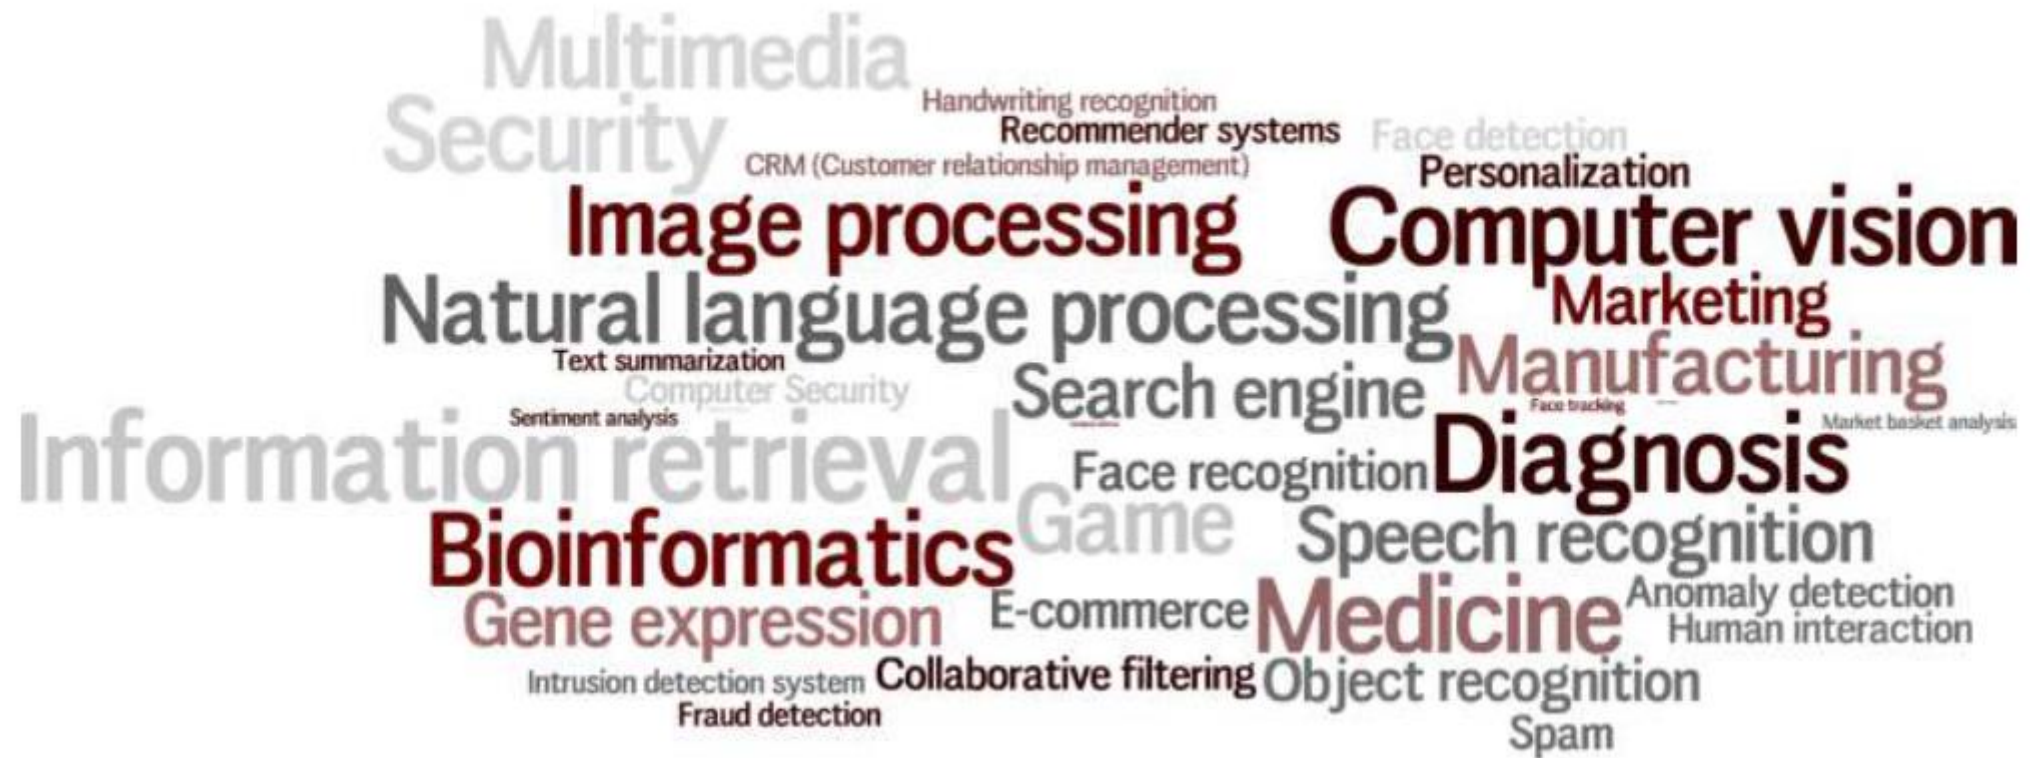 Multimedia
Security
Handwriting recognition
Recommender systems
Face detection
CRM (Customer relationship management)
Personalization
Image processing
Computer vision
Natural language processing
Marketing
Text summarization
Manufacturing
Computer Security
Search engine
Sentiment analysis
Face tracking
Market basket analysis
Information retrieval
Face recognition
Diagnosis
Game
Bioinformatics
Speech recognition
Gene expression
E-commerce
Medicine
Anomaly detection
Human interaction
Intrusion detection system
Collaborative filtering
Object recognition
Fraud detection
Spam